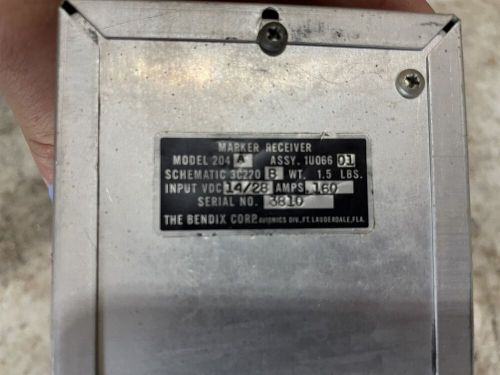 MARKER RECEIVER
MODEL 204 A ASSY. 1U066 01
SCHEMATIC 3C220 B WT. 1.5 LBS.
INPUT VDC 14/28 AMPS .160
SERIAL NO. 3810
THE BENDIX CORP. AVIONICS DIV., FT. LAUDERDALE, FLA.